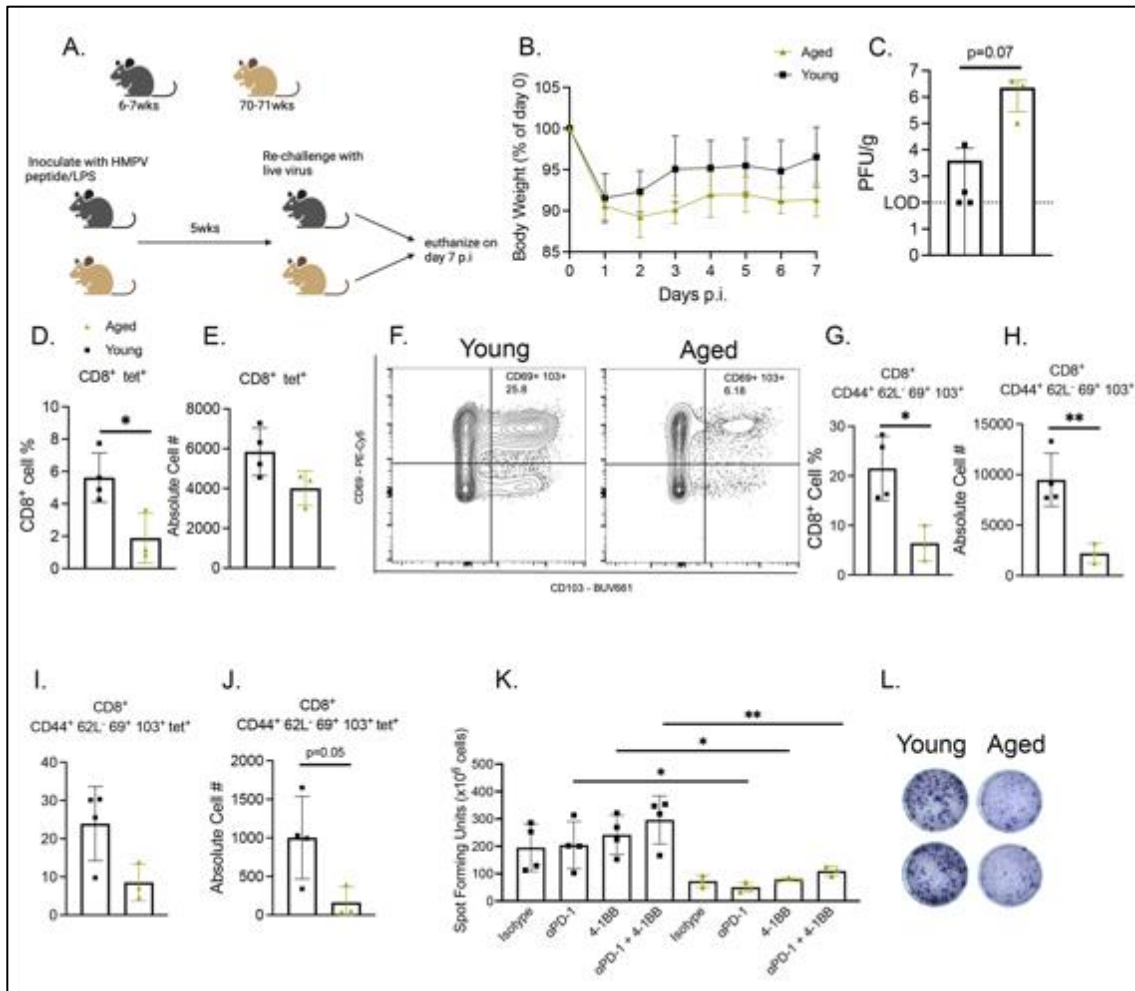 A.
6-7wks
70-71wks
Inoculate with HMPV
peptide/LPS
Re-challenge with
live virus
5wks
euthanize on
day 7 p.i
B.
Aged
Young
Body Weight (% of day 0)
105
100
95
90
85
0 1 2 3 4 5 6 7
Days p.i.
C.
p=0.07
PFU/g
7
6
5
4
3
LOD
1
0
Aged
Young
D.
CD8⁺ tet⁺
CD8⁺ cell %
10
8
6
4
2
0
*
E.
CD8⁺ tet⁺
Absolute Cell #
8000
6000
4000
2000
0
F.
Young
Aged
CD69+ 103+
25.8
CD69+ 103+
6.18
CD69 - PE-Cy5
CD103 - BUV661
G.
CD8⁺
CD44⁺ 62L⁻ 69⁺ 103⁺
CD8⁺ Cell %
30
20
10
0
*
H.
CD8⁺
CD44⁺ 62L⁻ 69⁺ 103⁺
Absolute Cell #
15000
10000
5000
0
**
I.
CD8⁺
CD44⁺ 62L⁻ 69⁺ 103⁺ tet⁺
40
30
20
10
0
J.
CD8⁺
CD44⁺ 62L⁻ 69⁺ 103⁺ tet⁺
p=0.05
Absolute Cell #
2000
1500
1000
500
0
K.
Spot Forming Units (x10⁶ cells)
500
400
300
200
100
0
**
*
*
Isotype
αPD-1
4-1BB
αPD-1 + 4-1BB
Isotype
αPD-1
4-1BB
αPD-1 + 4-1BB
L.
Young Aged